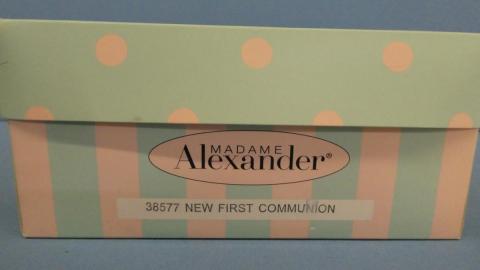 MADAME
Alexander®
38577 NEW FIRST COMMUNION